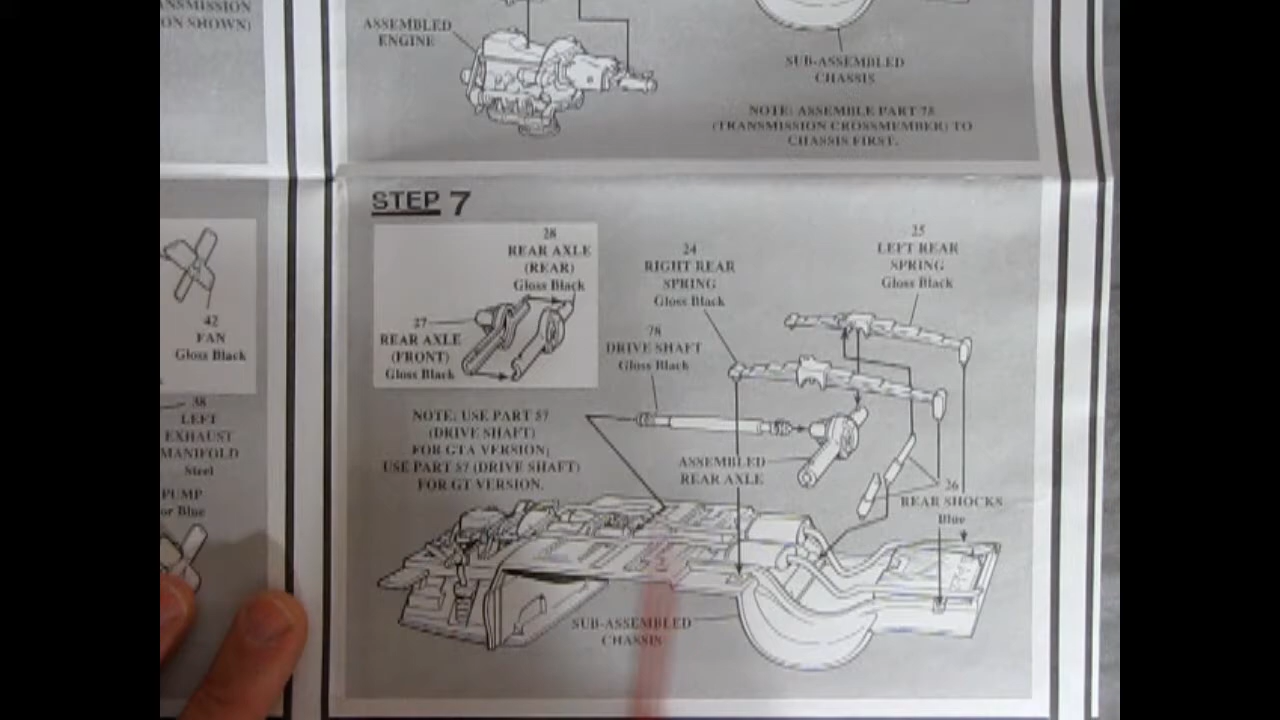 ANSMISSION
ON SHOWN)
ASSEMBLED
ENGINE
SUB-ASSEMBLED
CHASSIS
NOTE: ASSEMBLE PART 75
(TRANSMISSION CROSSMEMBER) TO
CHASSIS FIRST.
42
FAN
Gloss Black
38
LEFT
EXHAUST
MANIFOLD
Steel
PUMP
or Blue
STEP 7
28
REAR AXLE
(REAR)
Gloss Black
27
REAR AXLE
(FRONT)
Gloss Black
24
RIGHT REAR
SPRING
Gloss Black
25
LEFT REAR
SPRING
Gloss Black
78
DRIVE SHAFT
Gloss Black
NOTE: USE PART 57
(DRIVE SHAFT)
FOR GTA VERSION;
USE PART 57 (DRIVE SHAFT)
FOR GT VERSION.
ASSEMBLED
REAR AXLE
26
REAR SHOCKS
Blue
SUB-ASSEMBLED
CHASSIS